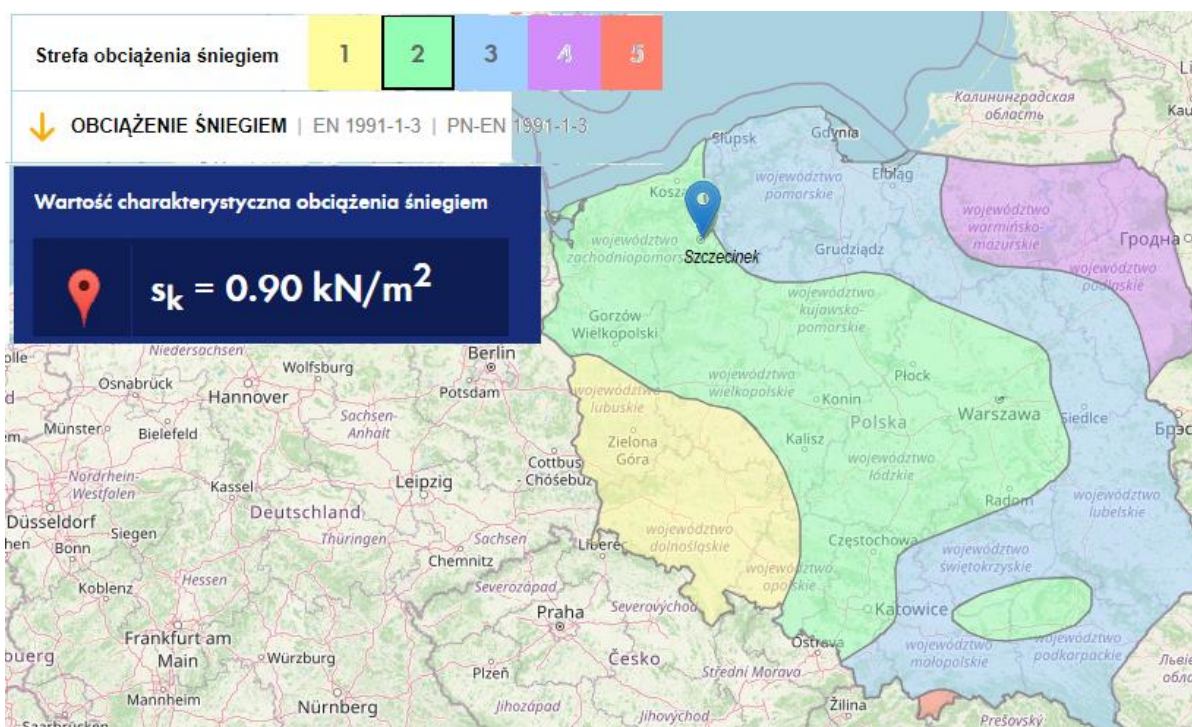 Strefa obciążenia śniegiem 1 2 3 4 5
OBCIĄŻENIE ŚNIEGIEM | EN 1991-1-3 | PN-EN 1991-1-3
Wartość charakterystyczna obciążenia śniegiem
sk = 0.90 kN/m2
Калининградская
область
Słupsk
Gdynia
Elbląg
województwo
pomorskie
województwo
warmińsko-
mazurskie
Гродна
województwo
podlaskie
Grudziądz
województwo
Szczecinek
województwo
kujawsko-
pomorskie
Gorzów
Wielkopolski
Niedersachsen
Berlin
Wolfsburg
Osnabrück
Hannover
Potsdam
województwo
lubuskie
województwo
wielkopolskie
Płock
Konin
Polska
Warszawa
Siedlce
Sachsen-
Anhalt
Münster
Bielefeld
Zielona
Góra
Kalisz
województwo
łódzkie
Cottbus
- Chóśebuz
Nordrhein-
Westfalen
Kassel
Leipzig
Radom
województwo
lubelskie
Düsseldorf
Deutschland
Siegen
Thüringen
Sachsen
województwo
dolnośląskie
Częstochowa
Bonn
Chemnitz
województwo
świętokrzyskie
województwo
opolskie
Koblenz
Hessen
Severozápad
Praha
Severovýchod
Katowice
Frankfurt am
Main
Würzburg
Ostrava
województwo
małopolskie
województwo
podkarpackie
Plzeň
Česko
Střední Morava
Mannheim
Nürnberg
Jihozápad
Jihovýchod
Žilina
Prešovský